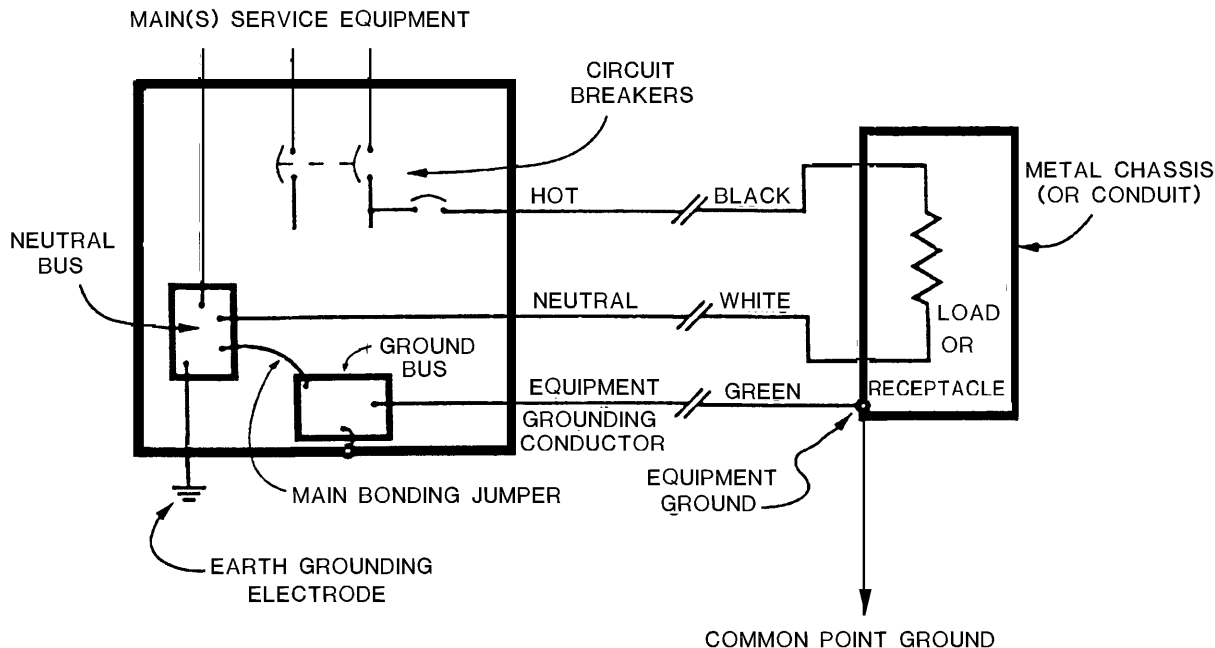 MAIN(S) SERVICE EQUIPMENT
CIRCUIT
BREAKERS
METAL CHASSIS
(OR CONDUIT)
HOT
BLACK
NEUTRAL
BUS
NEUTRAL
WHITE
LOAD
OR
RECEPTACLE
GROUND
BUS
EQUIPMENT
GROUNDING
CONDUCTOR
GREEN
EQUIPMENT
GROUND
MAIN BONDING JUMPER
EARTH GROUNDING
ELECTRODE
COMMON POINT GROUND